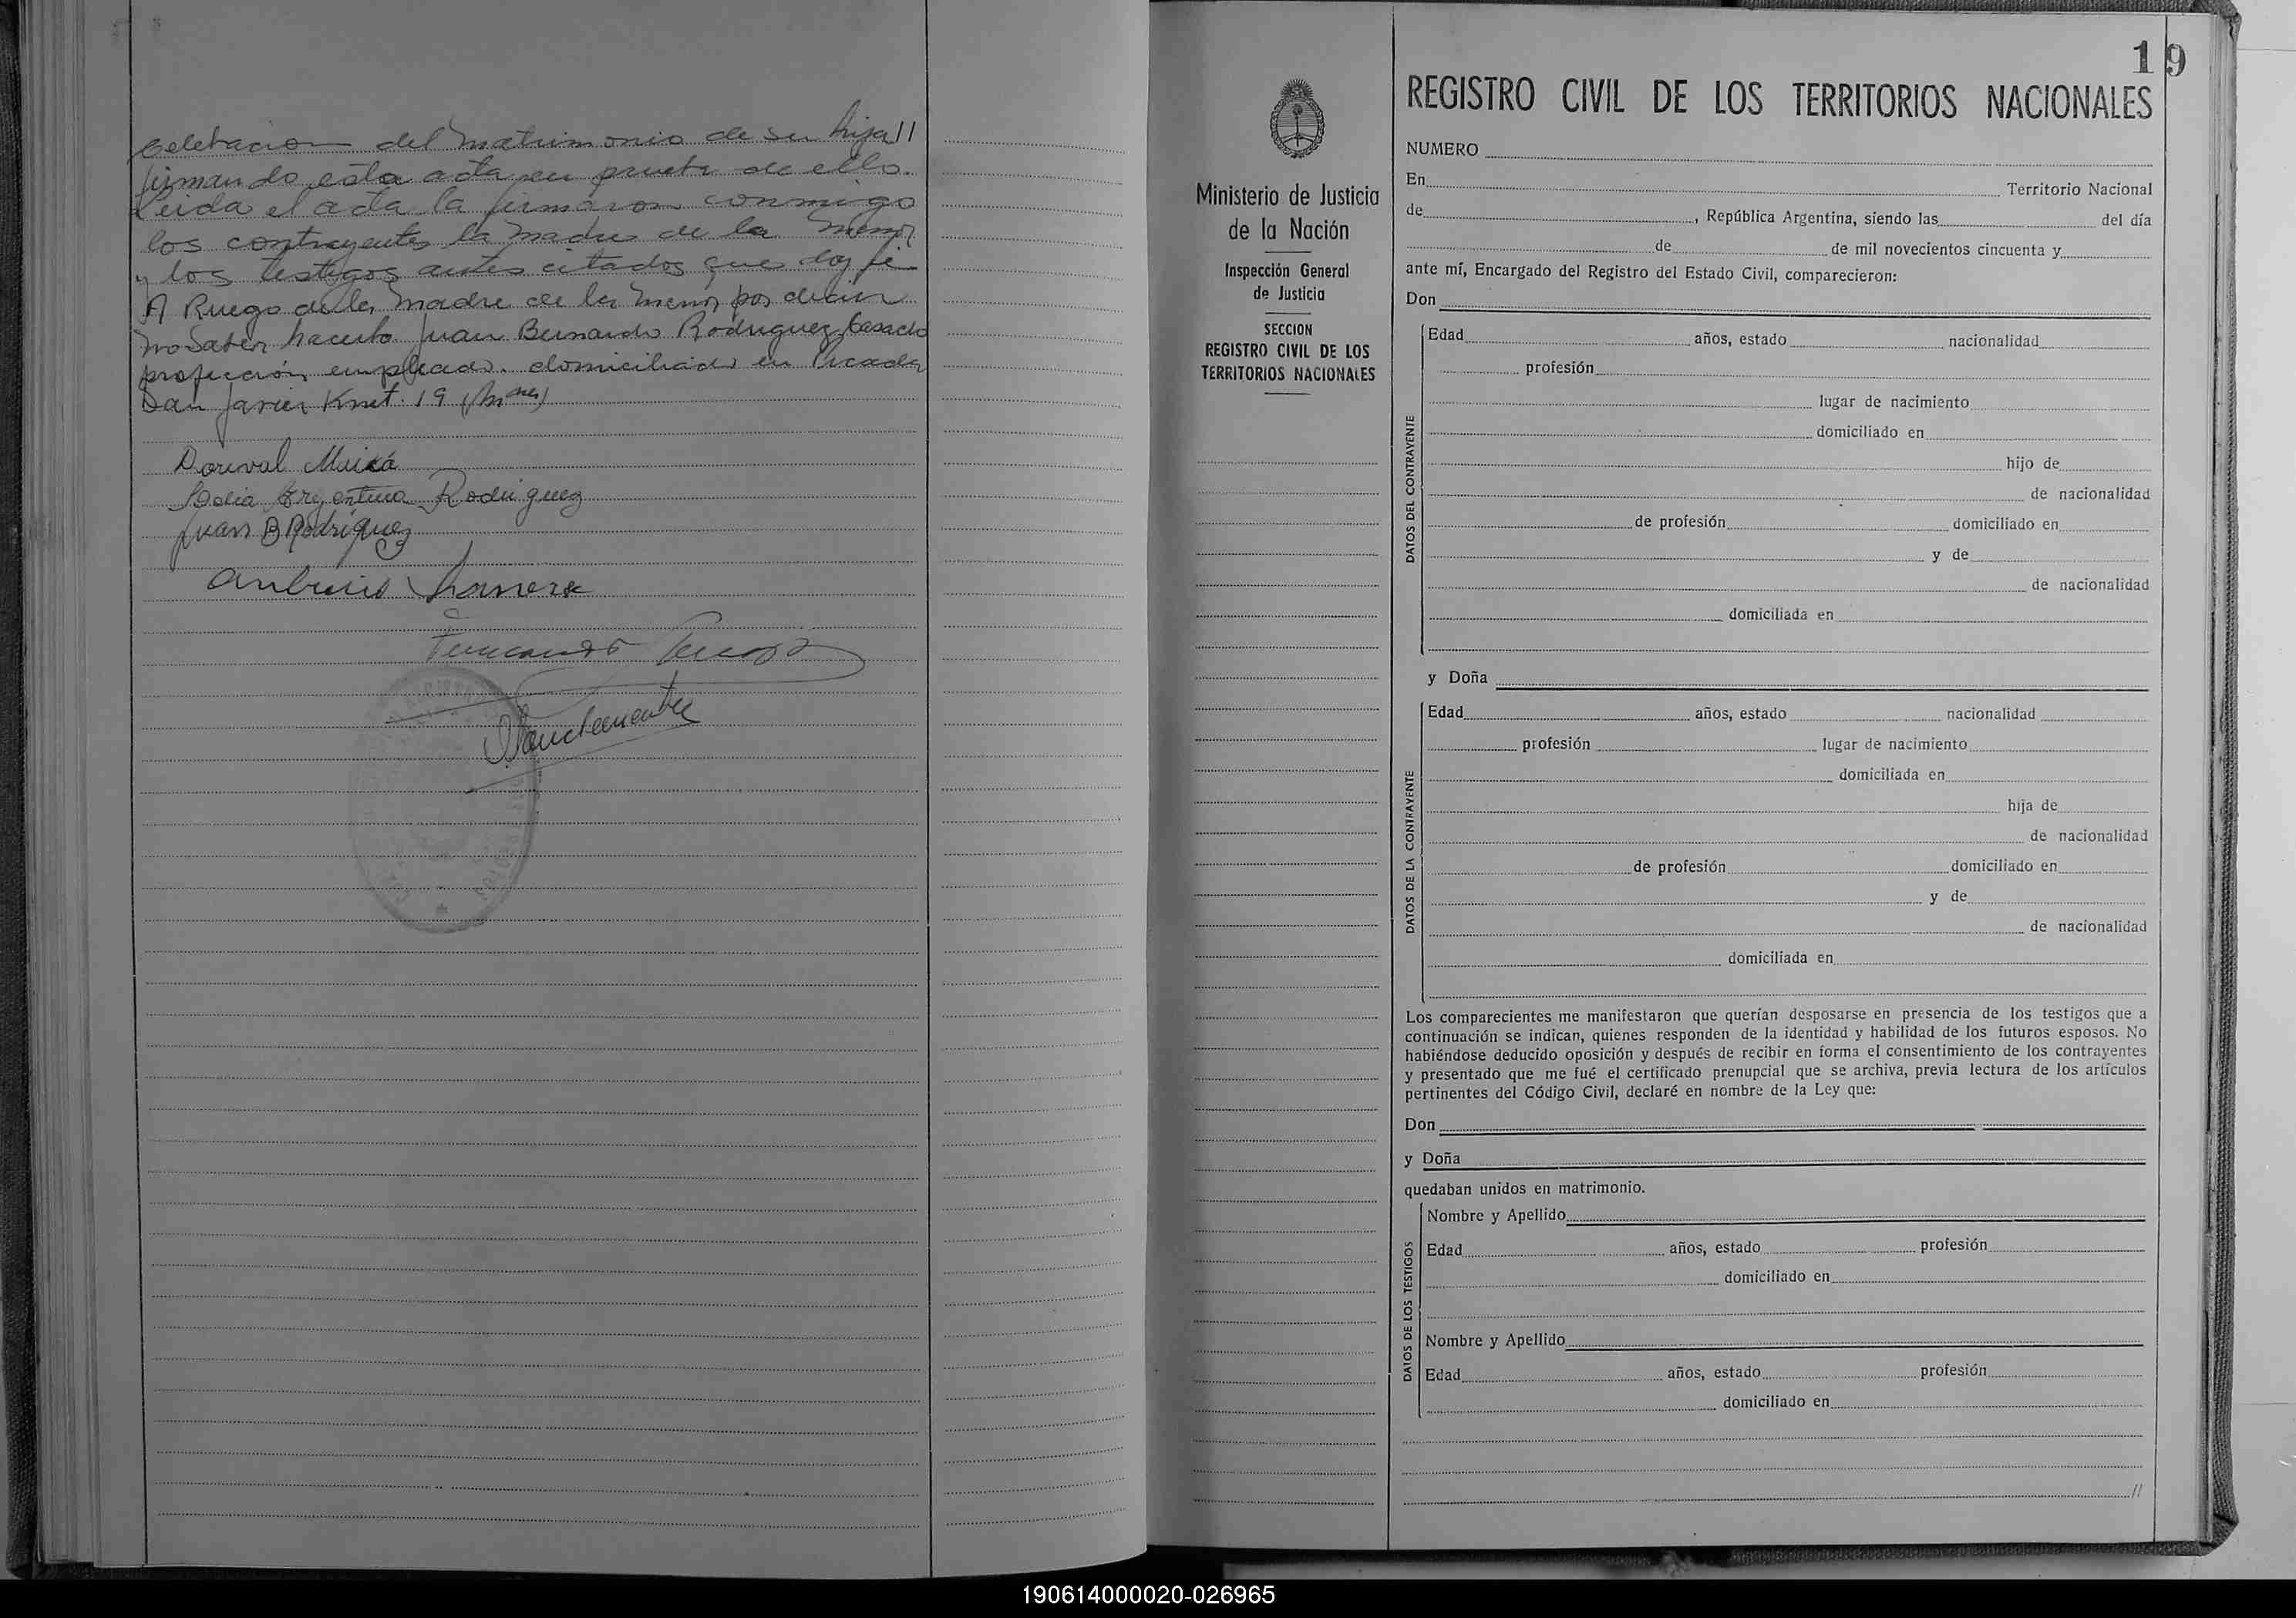 Celebracion del matrimonio de su hija //
firmando esta acta en prueba de ello.
Leida el acta la firmaron conmigo
los contrayentes la madre de la menor
y los testigos antes citados que doy fe
A Ruego de la madre de la menor por decir
no saber hacerlo Juan Bernardo Rodriguez casado
profección empleado domiciliado en Picada
San Javier Kmt. 19 (Mnes)
Dorival
Argentina Rodriguez
Juan B Rodríguez
Fernando
19
Ministerio de Justicia
de la Nación
Inspección General
de Justicia
SECCION
REGISTRO CIVIL DE LOS
TERRITORIOS NACIONALES
REGISTRO CIVIL DE LOS TERRITORIOS NACIONALES
NUMERO
En Territorio Nacional
de , República Argentina, siendo las del día
de de mil novecientos cincuenta y
ante mí, Encargado del Registro del Estado Civil, comparecieron:
Don
DATOS DEL CONTRAYENTE
Edad años, estado nacionalidad
profesión
lugar de nacimiento
domiciliado en
hijo de
de nacionalidad
de profesión domiciliado en
y de
de nacionalidad
domiciliada en
y Doña
DATOS DE LA CONTRAYENTE
Edad años, estado nacionalidad
profesión lugar de nacimiento
domiciliada en
hija de
de nacionalidad
de profesión domiciliado en
y de
de nacionalidad
domiciliada en
Los comparecientes me manifestaron que querían desposarse en presencia de los testigos que a
continuación se indican, quienes responden de la identidad y habilidad de los futuros esposos. No
habiéndose deducido oposición y después de recibir en forma el consentimiento de los contrayentes
y presentado que me fué el certificado prenupcial que se archiva, previa lectura de los artículos
pertinentes del Código Civil, declaré en nombre de la Ley que:
Don
y Doña
quedaban unidos en matrimonio.
DATOS DE LOS TESTIGOS
Nombre y Apellido
Edad años, estado profesión
domiciliado en
Nombre y Apellido
Edad años, estado profesión
domiciliado en
//
190614000020-026965